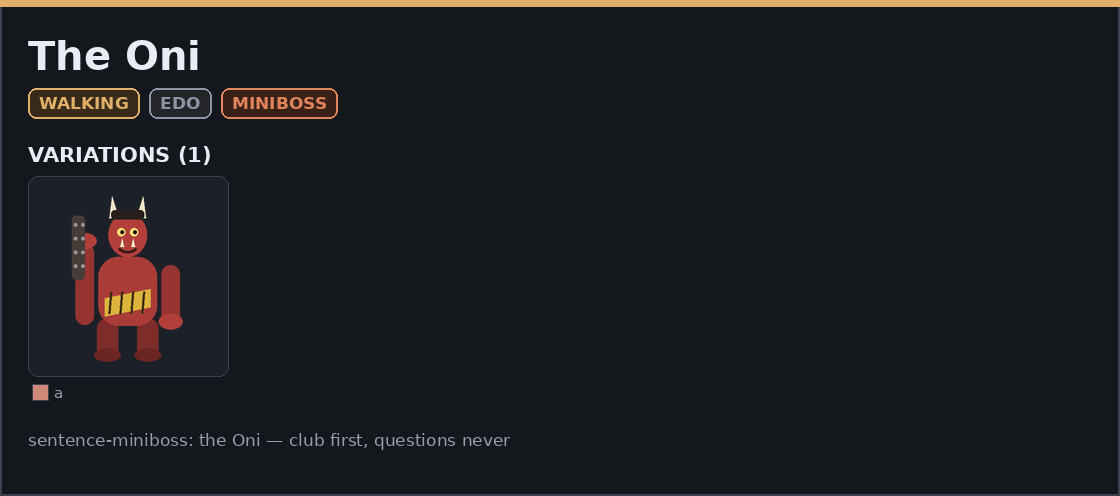 The Oni
WALKING EDO MINIBOSS
VARIATIONS (1)
a
sentence-miniboss: the Oni — club first, questions never